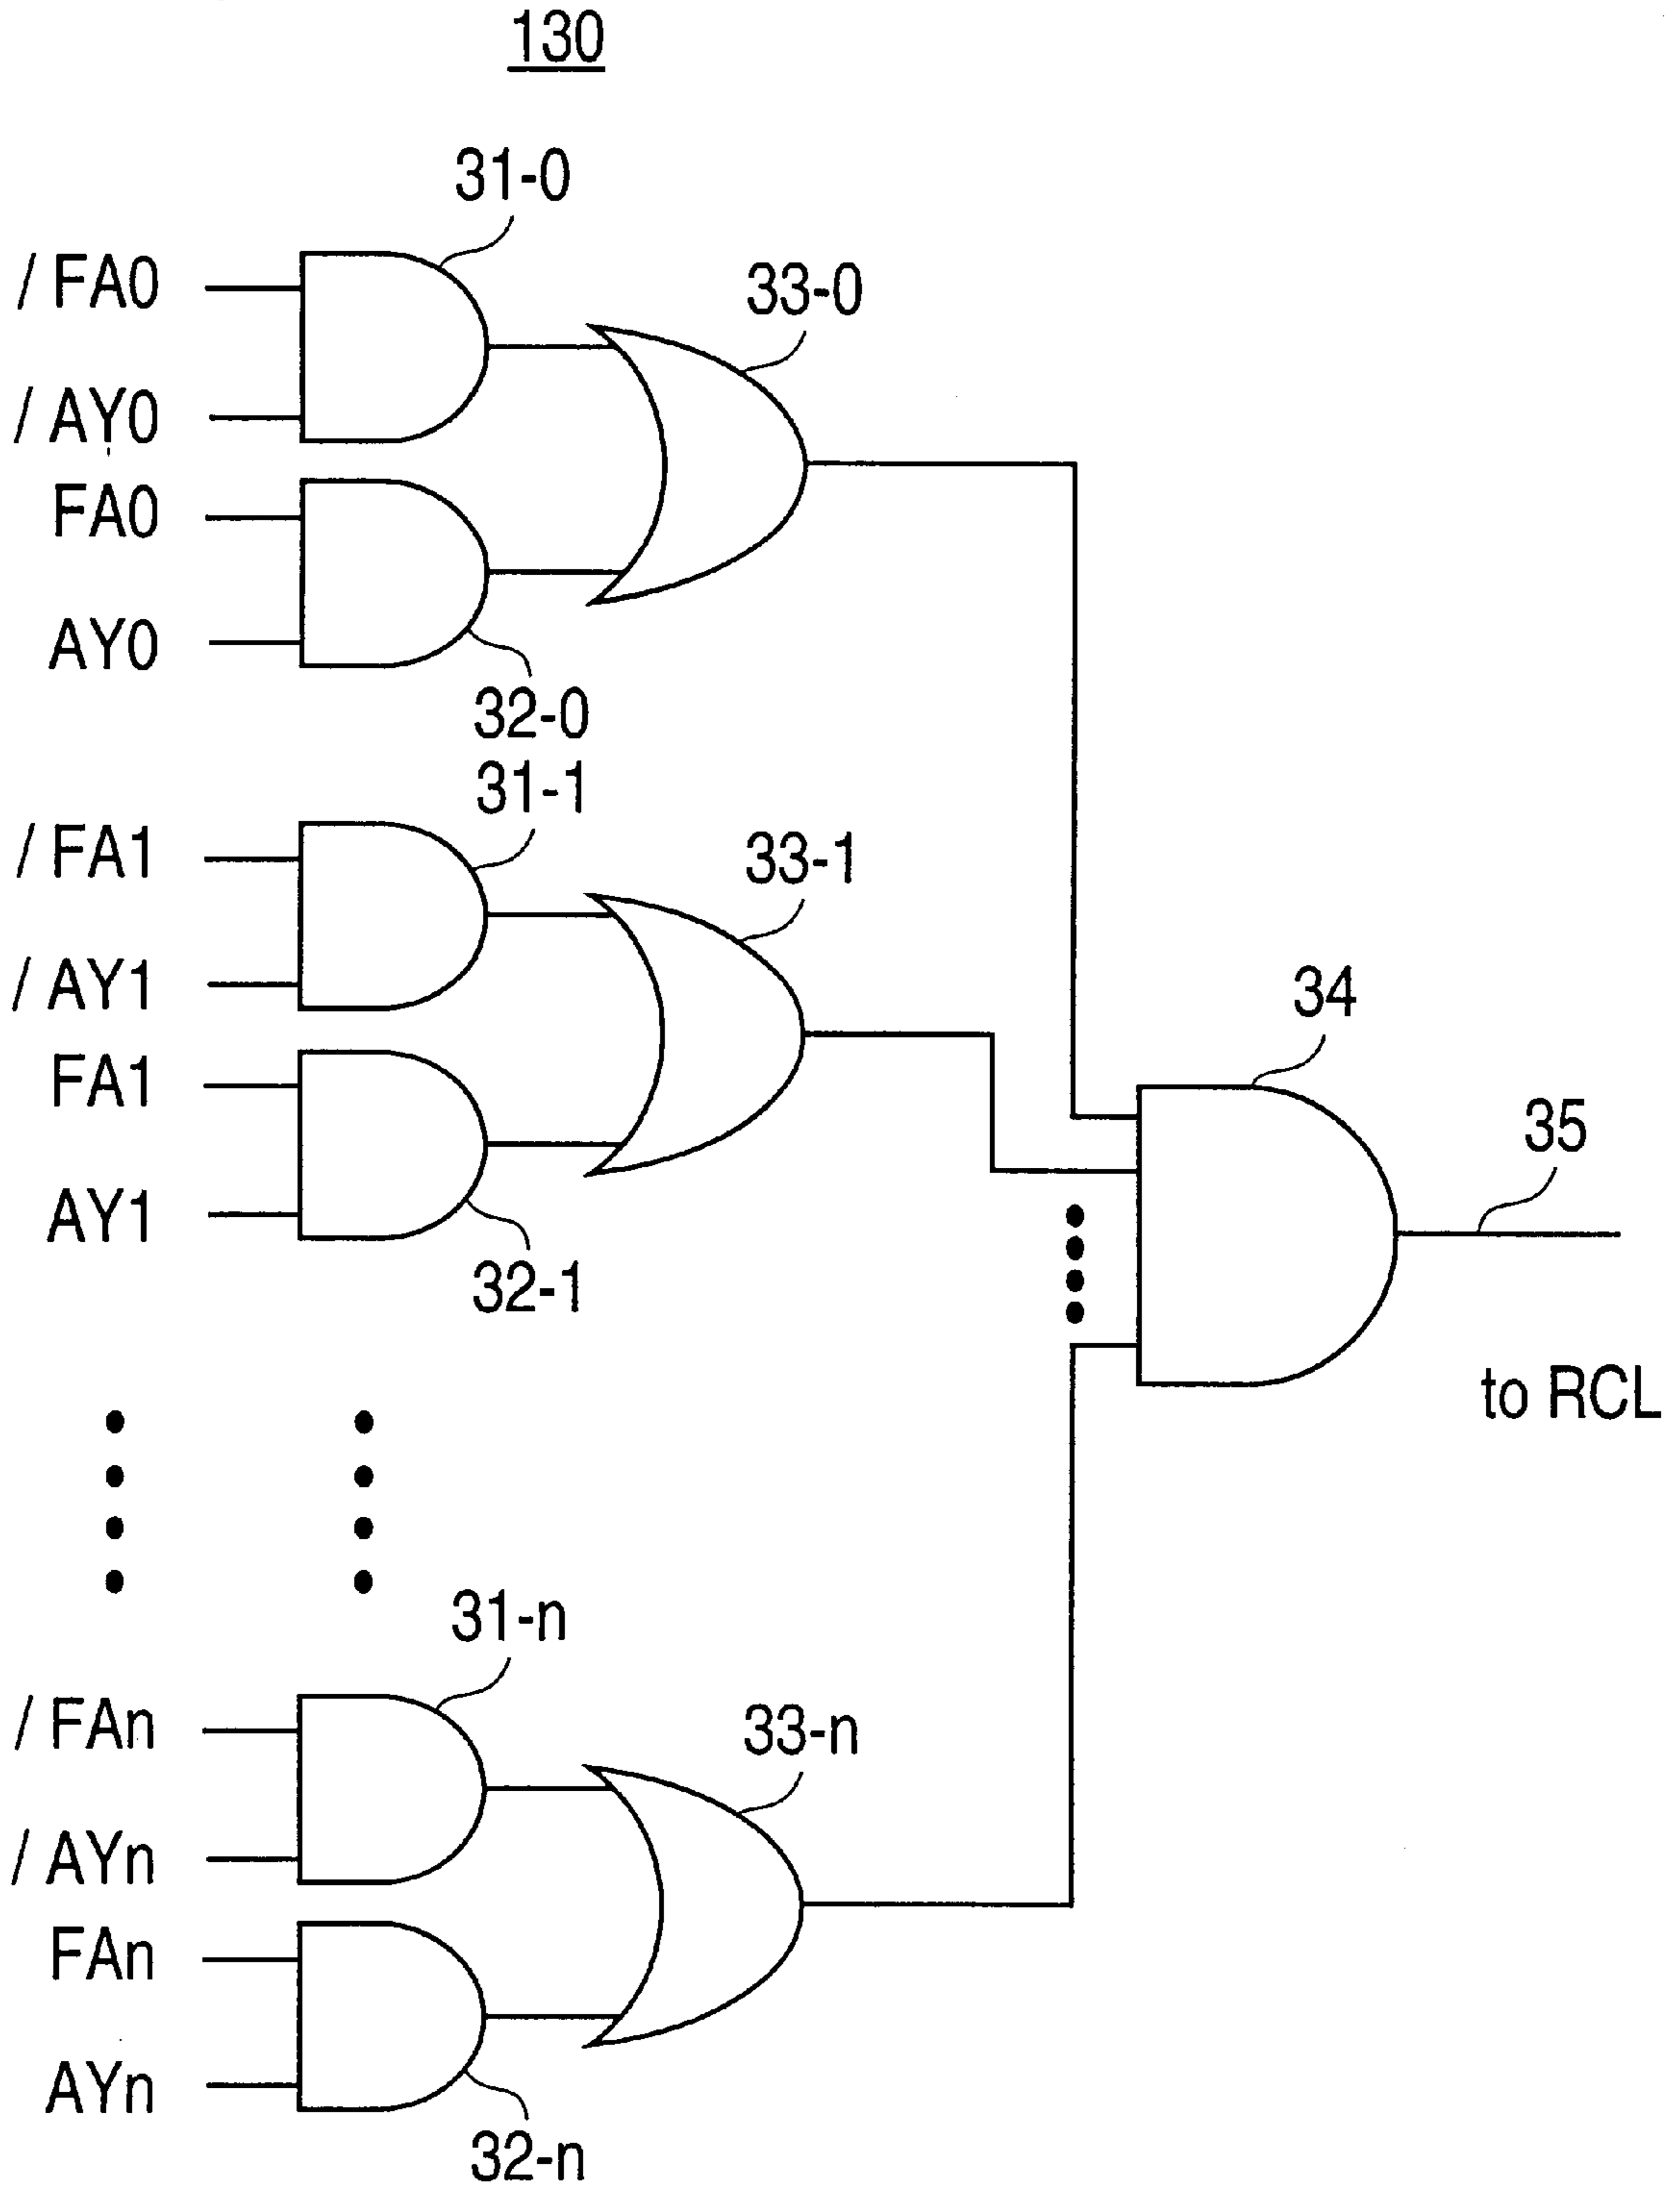 130
31-0
/ FA0
33-0
/ AY0
FA0
AY0
32-0
31-1
/ FA1
33-1
/ AY1
34
FA1
35
AY1
32-1
to RCL
31-n
/ FAn
33-n
/ AYn
FAn
AYn
32-n